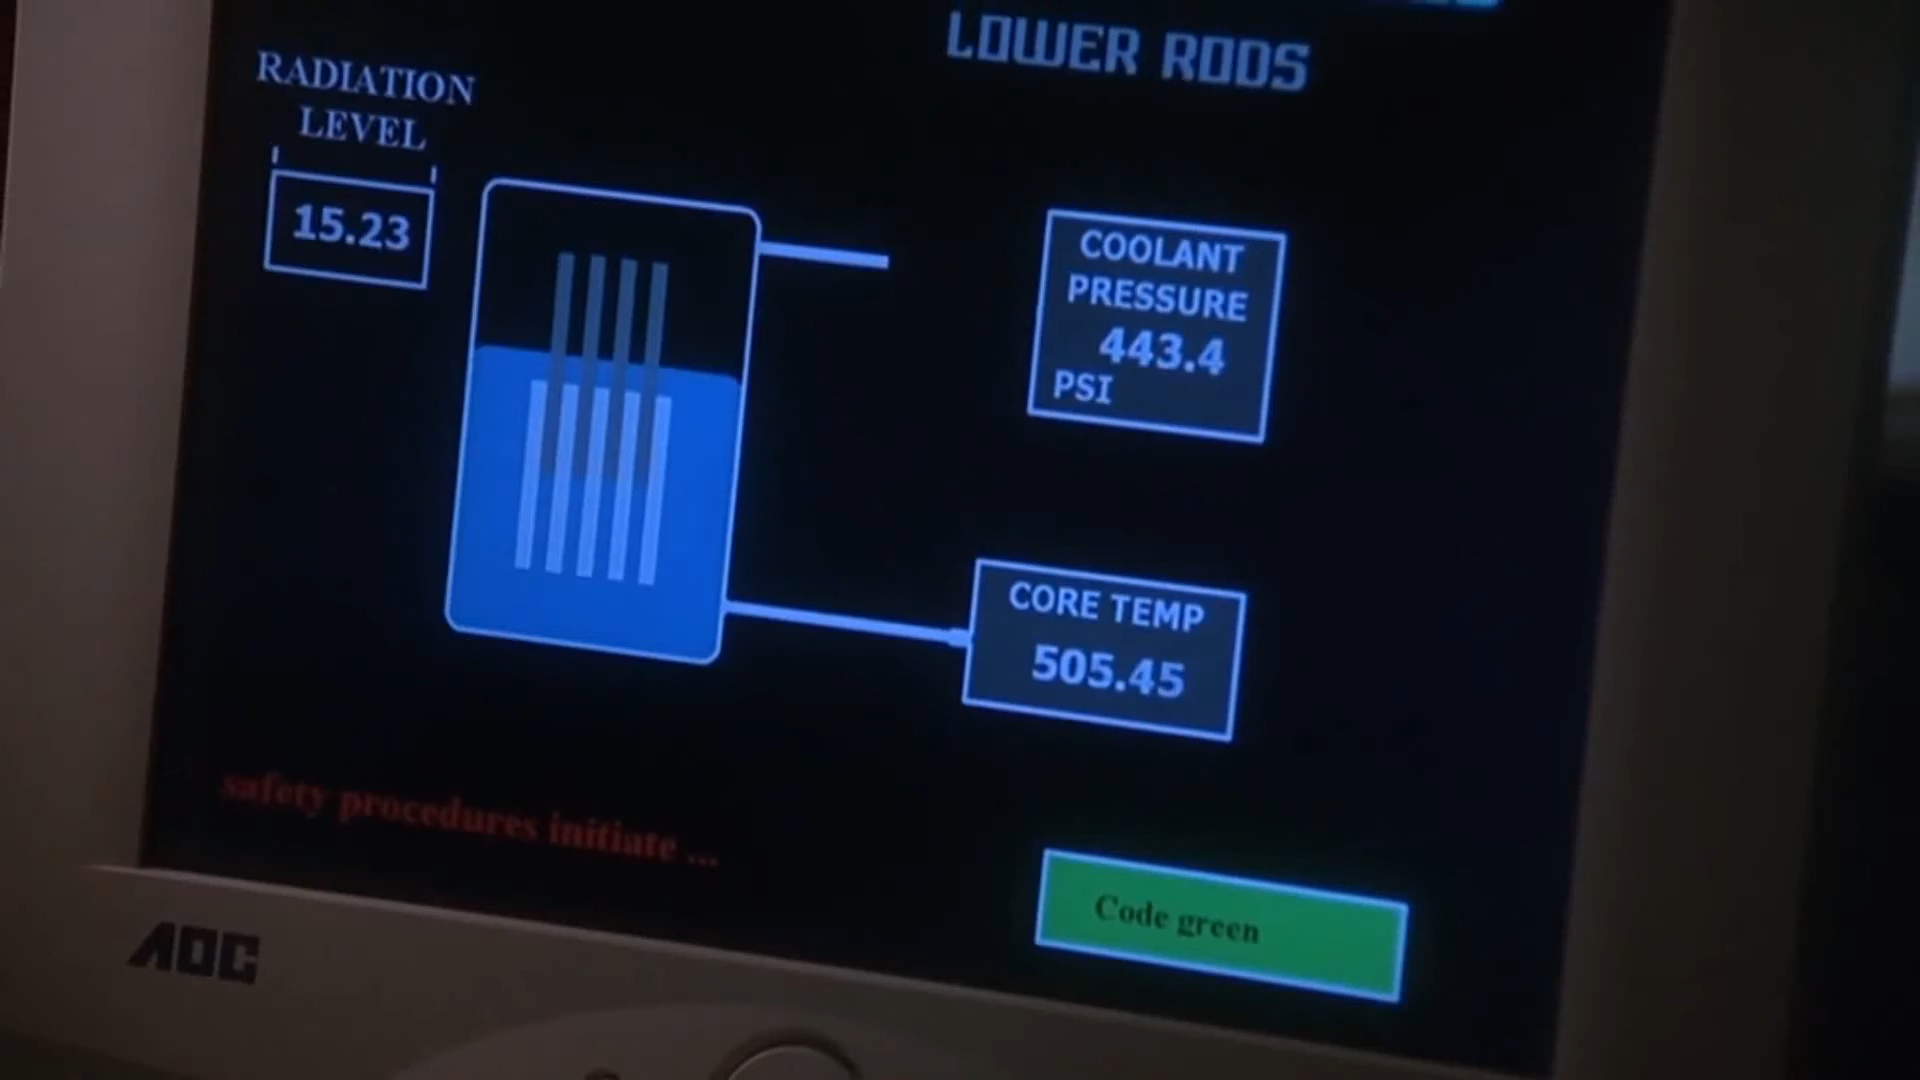 LOWER RODS
RADIATION
LEVEL
15.23
COOLANT
PRESSURE
443.4
PSI
CORE TEMP
505.45
safety procedures initiate ...
Code green
AOC